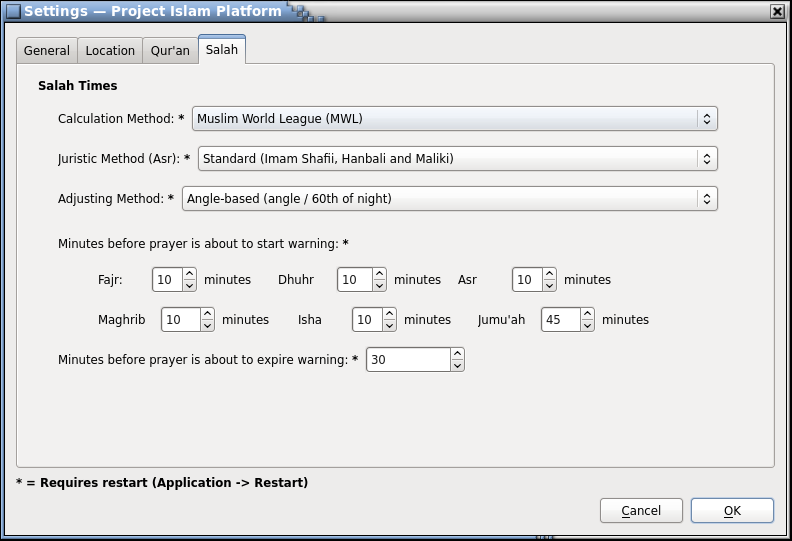 Settings — Project Islam Platform
General Location Qur'an Salah
Salah Times
Calculation Method: * Muslim World League (MWL)
Juristic Method (Asr): * Standard (Imam Shafii, Hanbali and Maliki)
Adjusting Method: * Angle-based (angle / 60th of night)
Minutes before prayer is about to start warning: *
Fajr: 10 minutes Dhuhr 10 minutes Asr 10 minutes
Maghrib 10 minutes Isha 10 minutes Jumu'ah 45 minutes
Minutes before prayer is about to expire warning: * 30
* = Requires restart (Application -> Restart)
Cancel OK